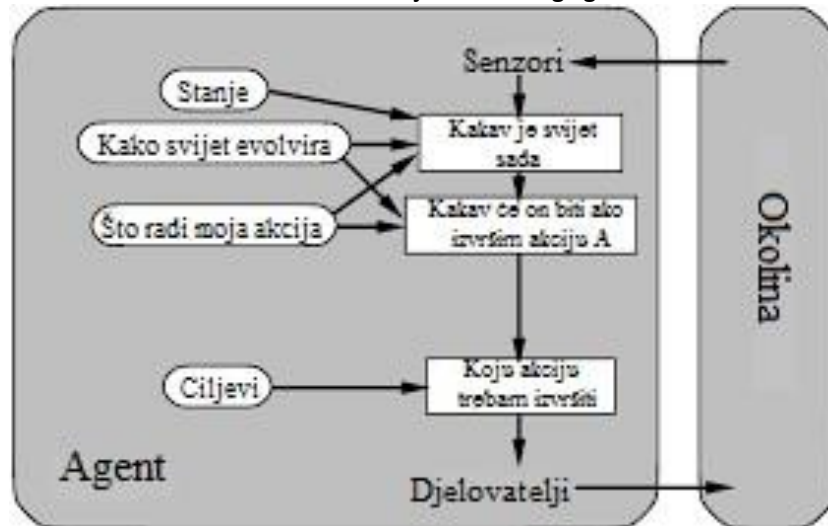 Senzori
Stanje
Kakav je svijet
sada
Kako svijet evolvira
Kakav će on biti ako
izvršim akciju A
Što radi moja akcija
Okolina
Koju akciju
trebam izvršiti
Ciljevi
Agent
Djelovatelji